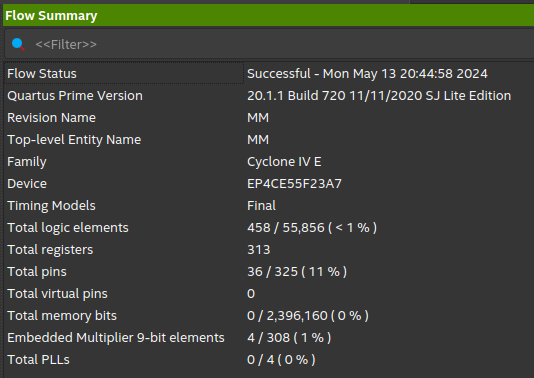 Flow Summary
<<Filter>>
Flow Status Successful - Mon May 13 20:44:58 2024
Quartus Prime Version 20.1.1 Build 720 11/11/2020 SJ Lite Edition
Revision Name MM
Top-level Entity Name MM
Family Cyclone IV E
Device EP4CE55F23A7
Timing Models Final
Total logic elements 458 / 55,856 ( < 1 % )
Total registers 313
Total pins 36 / 325 ( 11 % )
Total virtual pins 0
Total memory bits 0 / 2,396,160 ( 0 % )
Embedded Multiplier 9-bit elements 4 / 308 ( 1 % )
Total PLLs 0 / 4 ( 0 % )